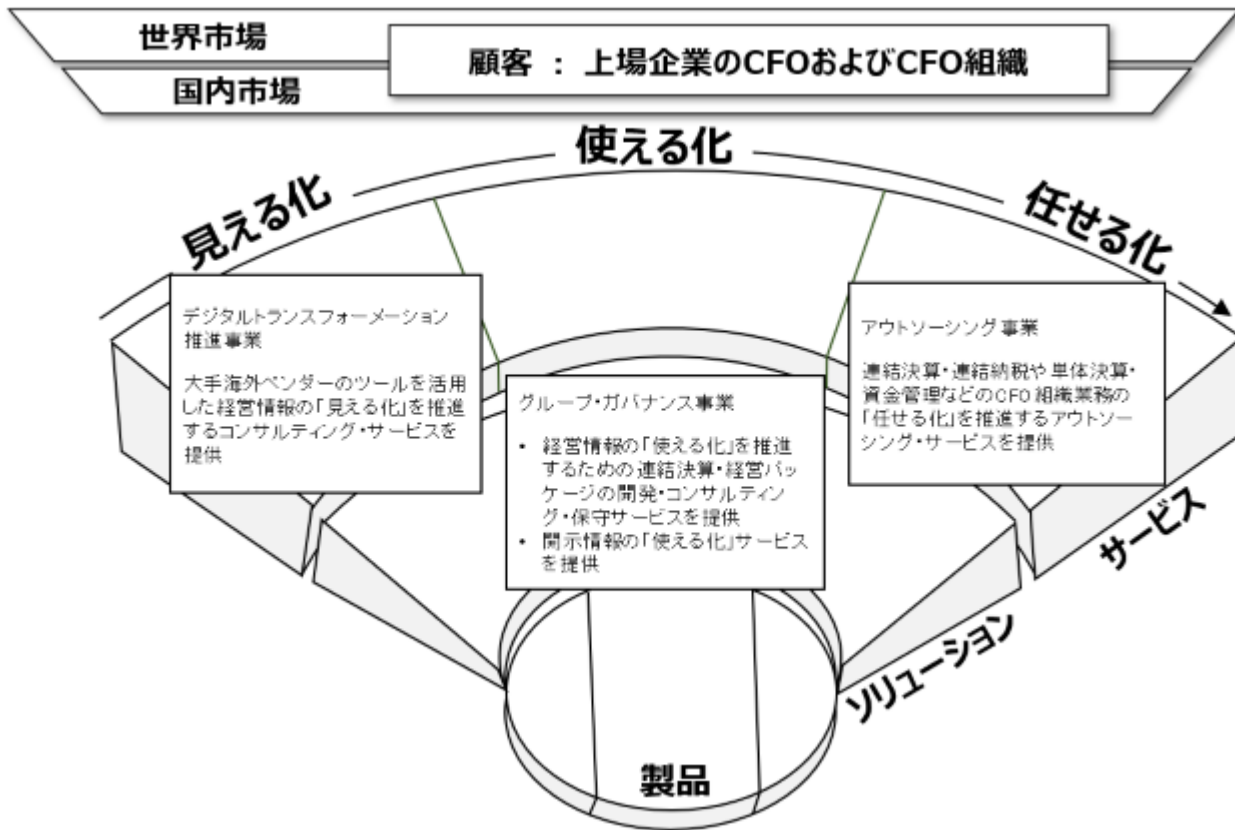 世界市場
顧客 : 上場企業のCFOおよびCFO組織
国内市場
使える化
見える化
任せる化
デジタルトランスフォーメーション
推進事業
大手海外ベンダーのツールを活用
した経営情報の「見える化」を推進
するコンサルティング・サービスを
提供
グループ・ガバナンス事業
• 経営情報の「使える化」を推進
するための連結決算・経営パッ
ケージの開発・コンサルティン
グ・保守サービスを提供
• 開示情報の「使える化」サービス
を提供
アウトソーシング事業
連結決算・連結納税や単体決算・
資金管理などのCFO組織業務の
「任せる化」を推進するアウトソー
シング・サービスを提供
サービス
ソリューション
製品